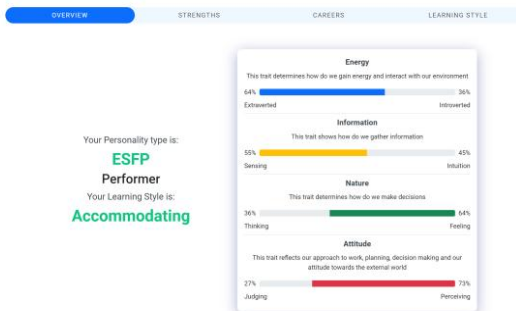 OVERVIEW
STRENGTHS
CAREERS
LEARNING STYLE
Your Personality type is:
ESFP
Performer
Your Learning Style is:
Accommodating
Energy
This trait determines how do we gain energy and interact with our environment
64% 36%
Extraverted Introverted
Information
This trait shows how do we gather information
55% 45%
Sensing Intuition
Nature
This trait determines how do we make decisions
36% 64%
Thinking Feeling
Attitude
This trait reflects our approach to work, planning, decision making and our
attitude towards the external world
27% 73%
Judging Perceiving